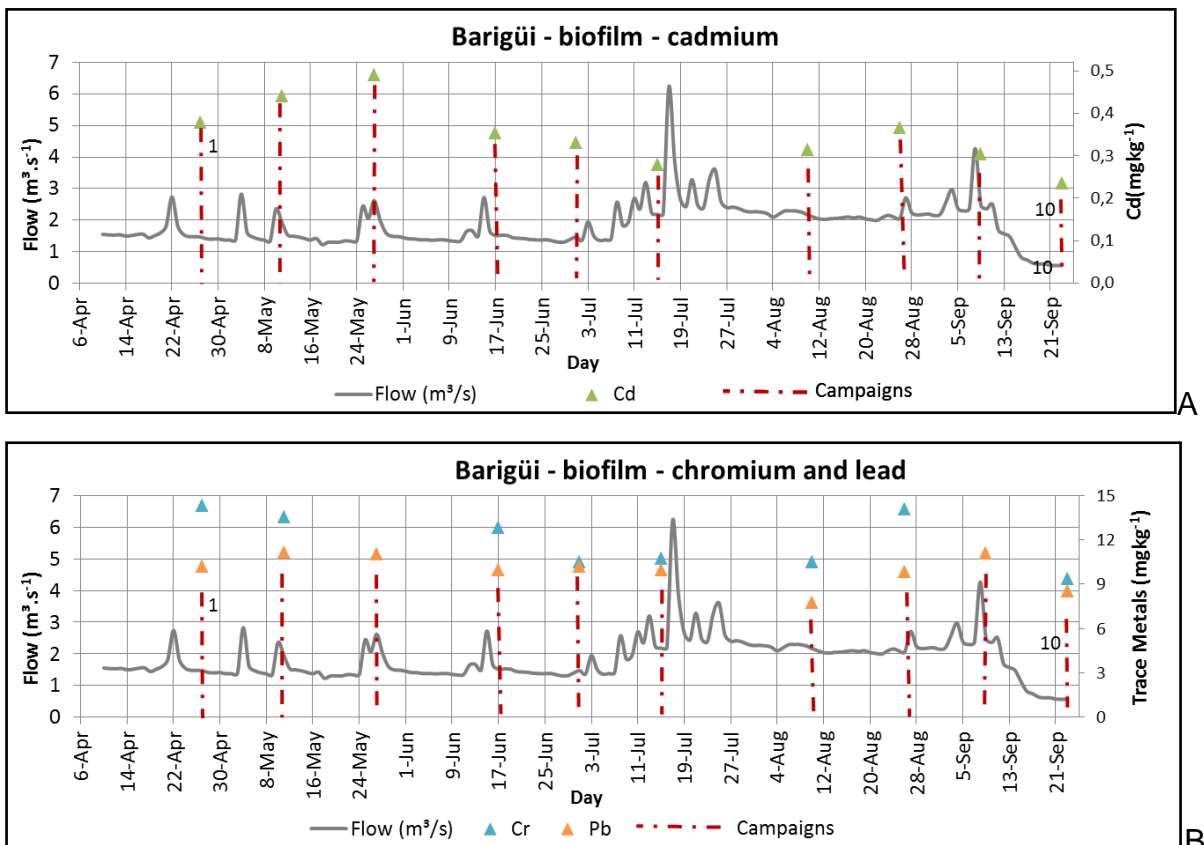 Barigüi - biofilm - cadmium
Flow (m³.s⁻¹)
7
6
5
4
3
2
1
0
0,5
0,4
0,3
0,2
0,1
0,0
Cd(mgkg⁻¹)
1
10
10
6-Apr 14-Apr 22-Apr 30-Apr 8-May 16-May 24-May 1-Jun 9-Jun 17-Jun 25-Jun 3-Jul 11-Jul 19-Jul 27-Jul 4-Aug 12-Aug 20-Aug 28-Aug 5-Sep 13-Sep 21-Sep
Day
Flow (m³/s) Cd Campaigns
A
Barigüi - biofilm - chromium and lead
Flow (m³.s⁻¹)
7
6
5
4
3
2
1
0
15
12
9
6
3
0
Trace Metals (mgkg⁻¹)
1
10
6-Apr 14-Apr 22-Apr 30-Apr 8-May 16-May 24-May 1-Jun 9-Jun 17-Jun 25-Jun 3-Jul 11-Jul 19-Jul 27-Jul 4-Aug 12-Aug 20-Aug 28-Aug 5-Sep 13-Sep 21-Sep
Day
Flow (m³/s) Cr Pb Campaigns
B